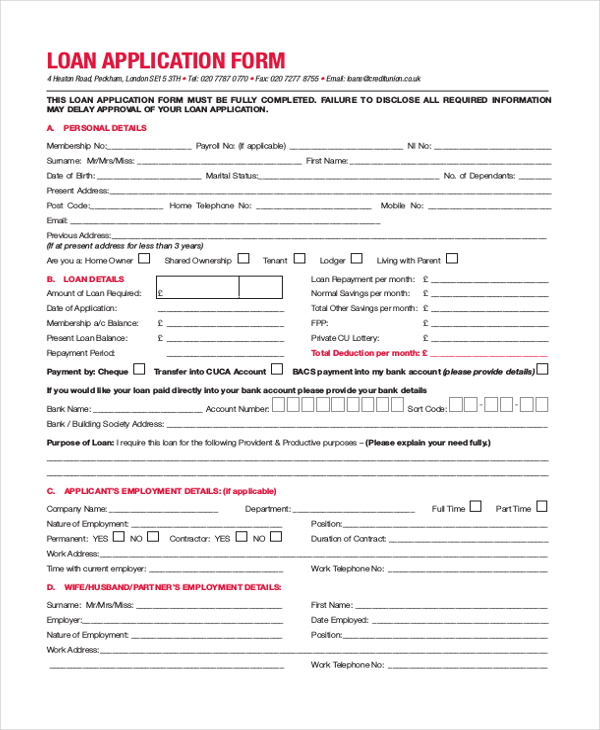 LOAN APPLICATION FORM
4 Heaton Road, Peckham, London SE15 3TH • Tel: 020 7787 0770 • Fax: 020 7277 8755 • Email: loans@creditunion.co.uk
THIS LOAN APPLICATION FORM MUST BE FULLY COMPLETED. FAILURE TO DISCLOSE ALL REQUIRED INFORMATION
MAY DELAY APPROVAL OF YOUR LOAN APPLICATION.
A. PERSONAL DETAILS
Membership No: Payroll No: (If applicable) NI No:
Surname: Mr/Mrs/Miss: First Name:
Date of Birth: Marital Status: No. of Dependants:
Present Address:
Post Code: Home Telephone No: Mobile No:
Email:
Previous Address:
(If at present address for less than 3 years)
Are you a: Home Owner Shared Ownership Tenant Lodger Living with Parent
B. LOAN DETAILS Loan Repayment per month: £
Amount of Loan Required: £ Normal Savings per month: £
Date of Application: Total Other Savings per month: £
Membership a/c Balance: FPP: £
Present Loan Balance: Private CU Lottery: £
Repayment Period: Total Deduction per month: £
Payment by: Cheque Transfer into CUCA Account BACS payment into my bank account (please provide details)
If you would like your loan paid directly into your bank account please provide your bank details
Bank Name: Account Number: Sort Code: - -
Bank / Building Society Address:
Purpose of Loan: I require this loan for the following Provident & Productive purposes – (Please explain your need fully.)
C. APPLICANT'S EMPLOYMENT DETAILS: (if applicable)
Company Name: Department: Full Time Part Time
Nature of Employment: Position:
Permanent: YES NO Contractor: YES NO Duration of Contract:
Work Address:
Time with current employer: Work Telephone No:
D. WIFE/HUSBAND/PARTNER'S EMPLOYMENT DETAILS:
Surname: Mr/Mrs/Miss: First Name:
Employer: Date Employed:
Nature of Employment: Position:
Work Address:
Work Telephone No: